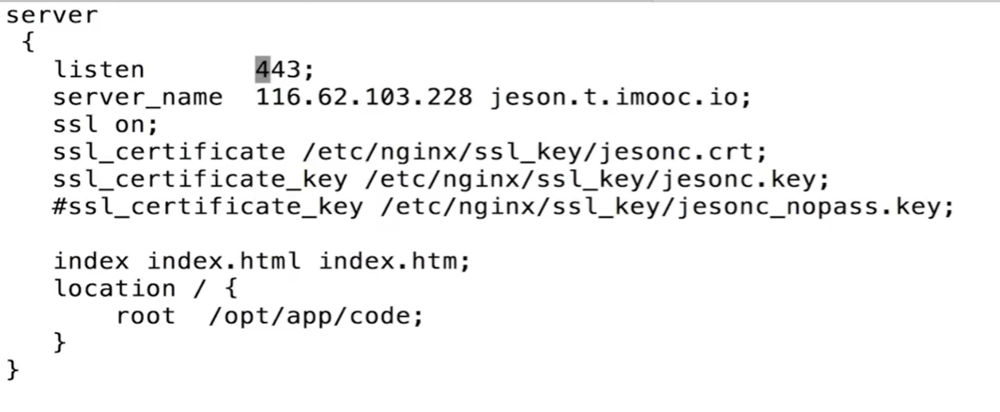 server
 {
   listen       443;
   server_name  116.62.103.228 jeson.t.imooc.io;
   ssl on;
   ssl_certificate /etc/nginx/ssl_key/jesonc.crt;
   ssl_certificate_key /etc/nginx/ssl_key/jesonc.key;
   #ssl_certificate_key /etc/nginx/ssl_key/jesonc_nopass.key;

   index index.html index.htm;
   location / {
       root  /opt/app/code;
   }
}